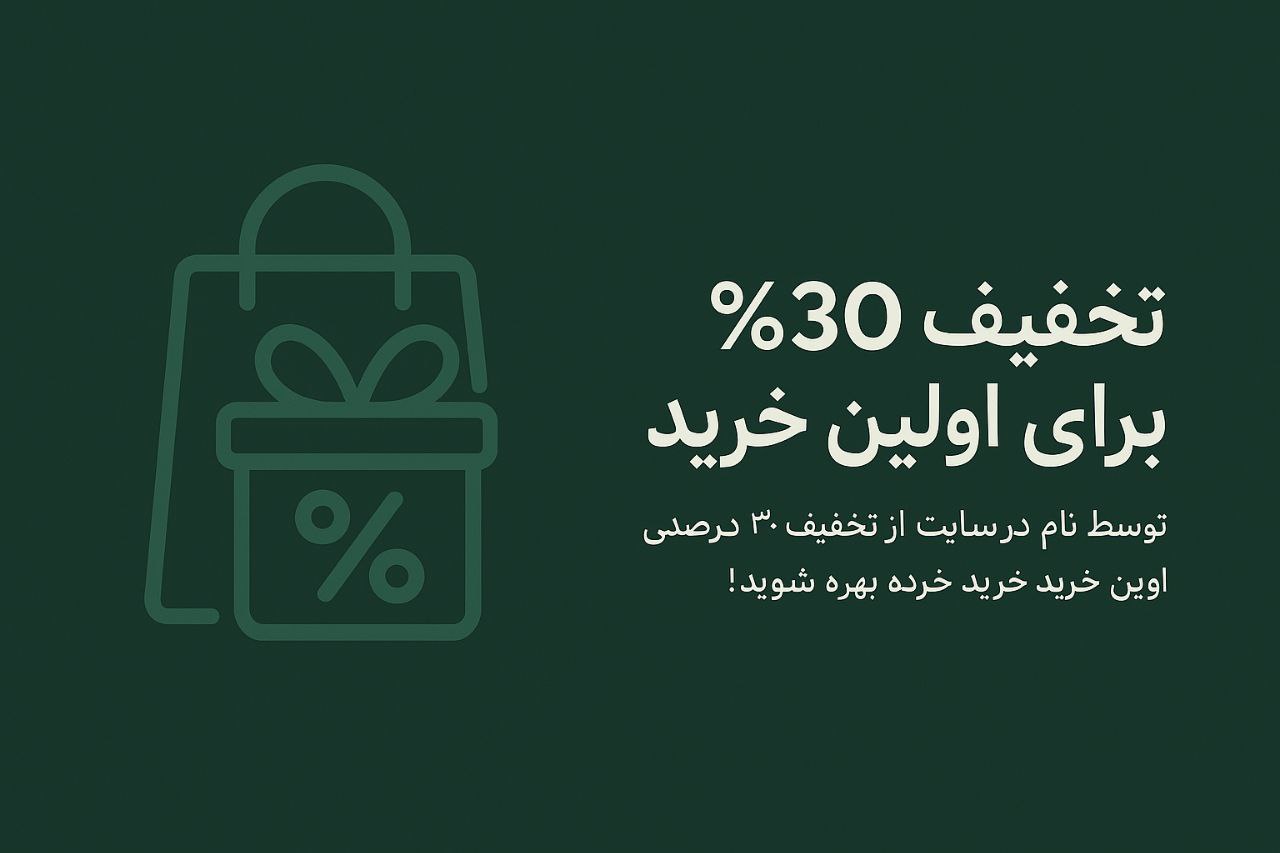 تخفیف 30%
برای اولین خرید
توسط نام درسایت از تخفیف ۳۰ درصدی
اوین خرید خرید خرده بهره شوید!
%